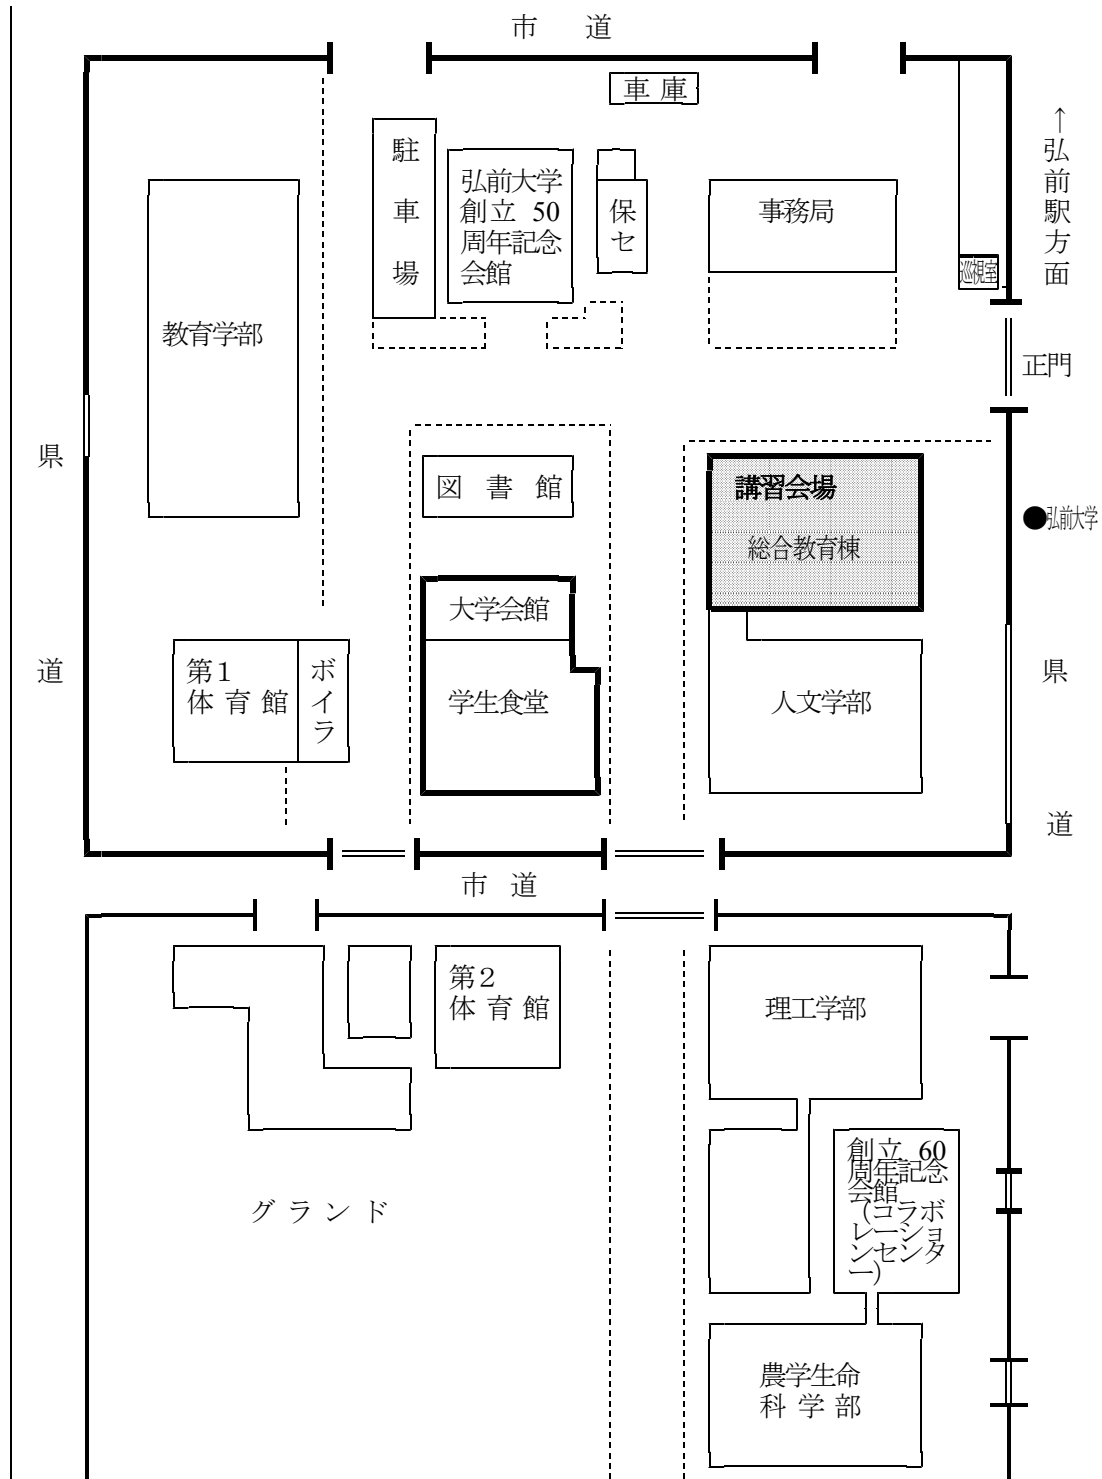 市 道
車 庫
駐
車
場
弘前大学
創立 50
周年記念
会館
保
セ
事務局
巡視室
↑
弘
前
駅
方
面
正門
教育学部
県
道
図 書 館
講習会場
総合教育棟
●弘前大学
大学会館
学生食堂
第1
体 育 館
ボ
イ
ラ
人文学部
県
道
市 道
第2
体 育 館
理工学部
創立 60
周年記念
会館
(コラボ
レーショ
ンセンタ
ー)
グ ラ ン ド
農学生命
科 学 部